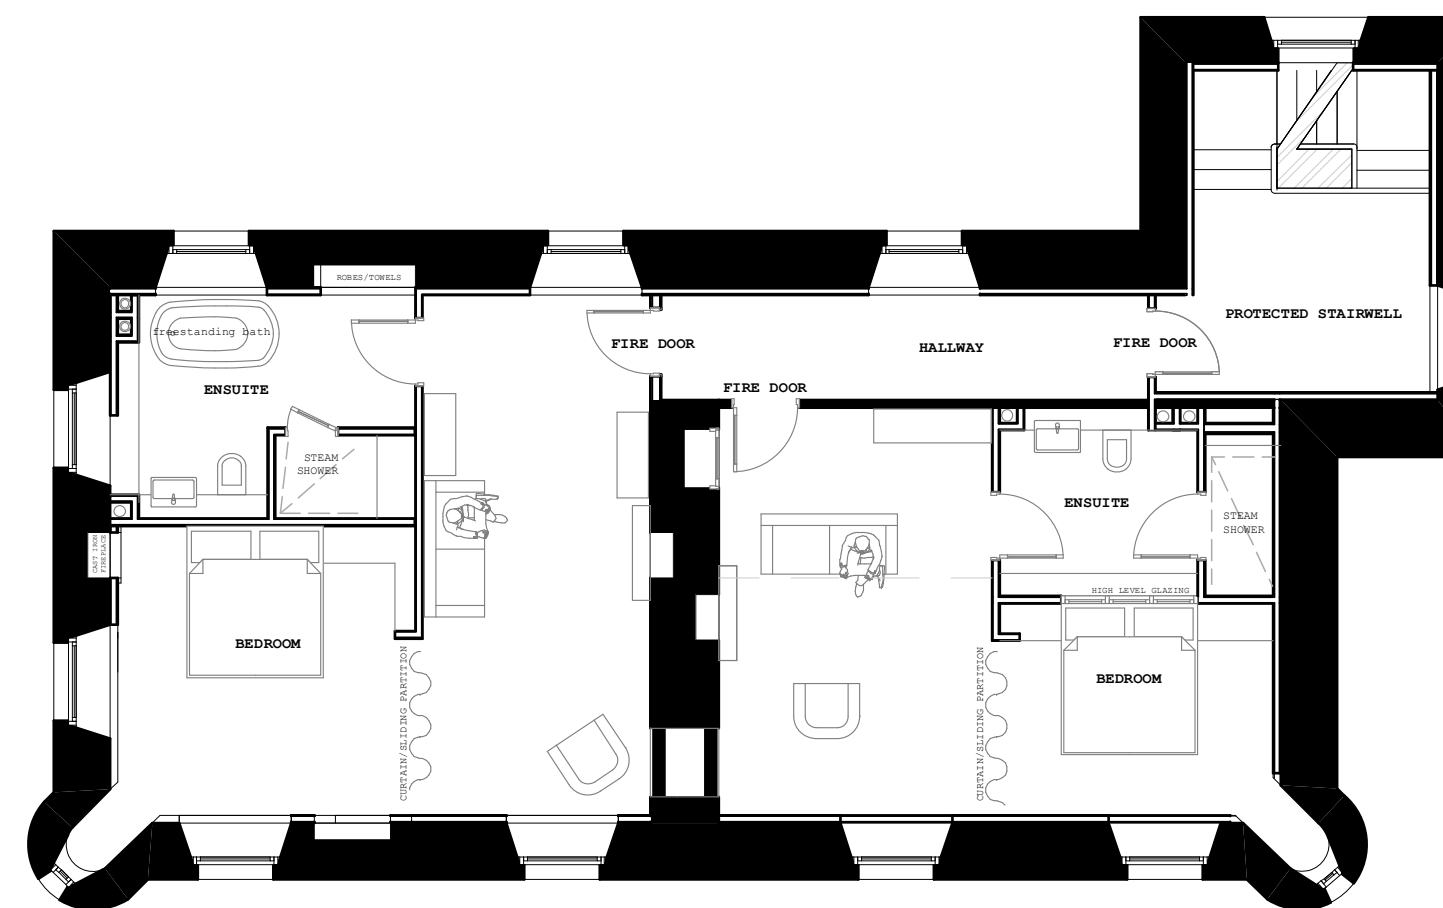 ROBES/TOWELS
PROTECTED STAIRWELL
freestanding bath
FIRE DOOR
HALLWAY
FIRE DOOR
ENSUITE
FIRE DOOR
STEAM
SHOWER
ENSUITE
STEAM
SHOWER
CAST IRON
FIREPLACE
HIGH LEVEL GLAZING
BEDROOM
CURTAIN/SLIDING PARTITION
CURTAIN/SLIDING PARTITION
BEDROOM